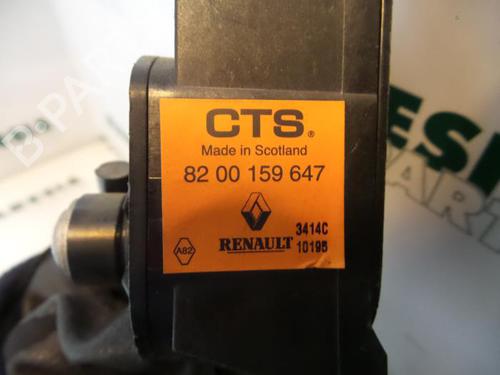 CTS®
Made in Scotland
82 00 159 647
A82
RENAULT
3414C
10195